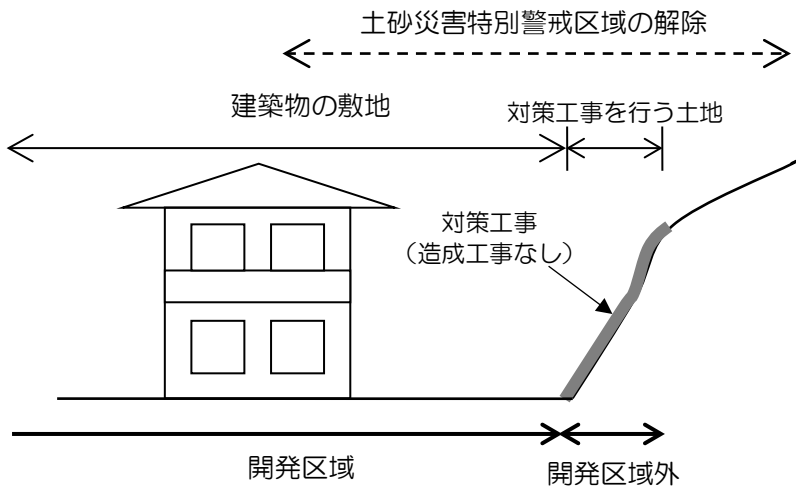 土砂災害特別警戒区域の解除
建築物の敷地
対策工事を行う土地
対策工事
（造成工事なし）
開発区域
開発区域外